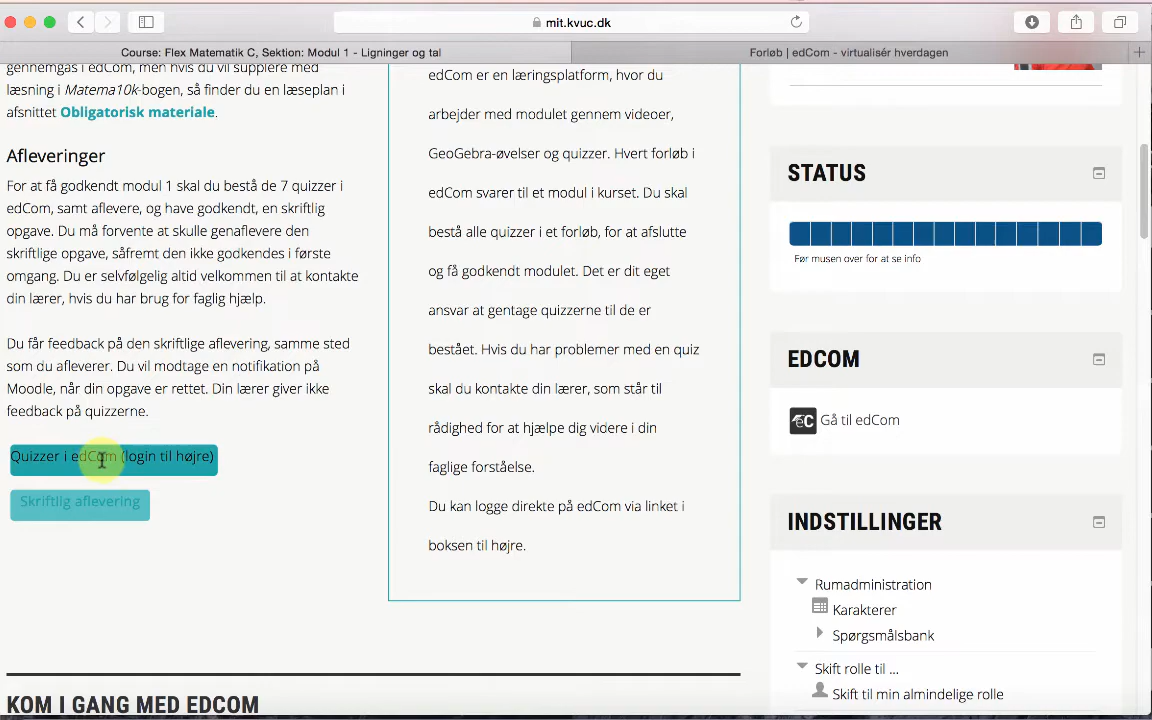 mit.kvuc.dk
Course: Flex Matematik C, Sektion: Modul 1 - Ligninger og tal
Forløb | edCom - virtualisér hverdagen
gennemgås i edCom, men hvis du vil supplere med
læsning i Matema10k-bogen, så finder du en læseplan i
afsnittet Obligatorisk materiale.
Afleveringer
For at få godkendt modul 1 skal du bestå de 7 quizzer i
edCom, samt aflevere, og have godkendt, en skriftlig
opgave. Du må forvente at skulle genaflevere den
skriftlige opgave, såfremt den ikke godkendes i første
omgang. Du er selvfølgelig altid velkommen til at kontakte
din lærer, hvis du har brug for faglig hjælp.
Du får feedback på den skriftlige aflevering, samme sted
som du afleverer. Du vil modtage en notifikation på
Moodle, når din opgave er rettet. Din lærer giver ikke
feedback på quizzerne.
Quizzer i edCom (login til højre)
Skriftlig aflevering
edCom er en læringsplatform, hvor du
arbejder med modulet gennem videoer,
GeoGebra-øvelser og quizzer. Hvert forløb i
edCom svarer til et modul i kurset. Du skal
bestå alle quizzer i et forløb, for at afslutte
og få godkendt modulet. Det er dit eget
ansvar at gentage quizzerne til de er
bestået. Hvis du har problemer med en quiz
skal du kontakte din lærer, som står til
rådighed for at hjælpe dig videre i din
faglige forståelse.
Du kan logge direkte på edCom via linket i
boksen til højre.
STATUS
Før musen over for at se info
EDCOM
eC Gå til edCom
INDSTILLINGER
Rumadministration
Karakterer
Spørgsmålsbank
Skift rolle til ...
Skift til min almindelige rolle
KOM I GANG MED EDCOM